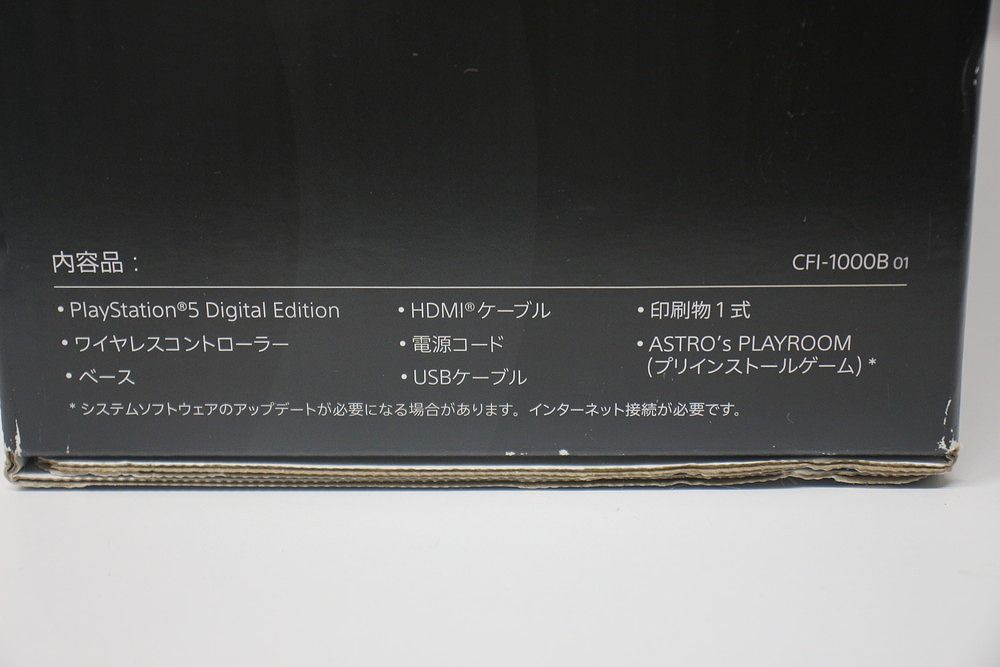 内容品：
CFI-1000B 01
• PlayStation®5 Digital Edition
• HDMI®ケーブル
• 印刷物1式
• ワイヤレスコントローラー
• 電源コード
• ASTRO's PLAYROOM
(プリインストールゲーム) *
• ベース
• USBケーブル
* システムソフトウェアのアップデートが必要になる場合があります。インターネット接続が必要です。